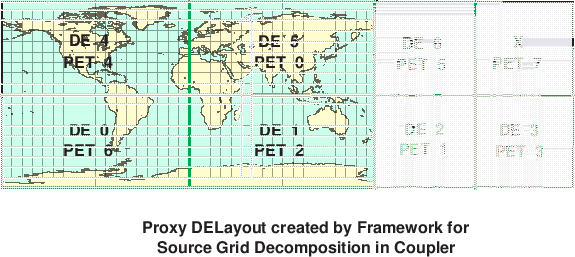 DE 4
PET 4
DE 5
PET 0
DE 6
PET 5
X
PET 7
DE 0
PET 6
DE 1
PET 2
DE 2
PET 1
DE 3
PET 3
Proxy DELayout created by Framework for
Source Grid Decomposition in Coupler